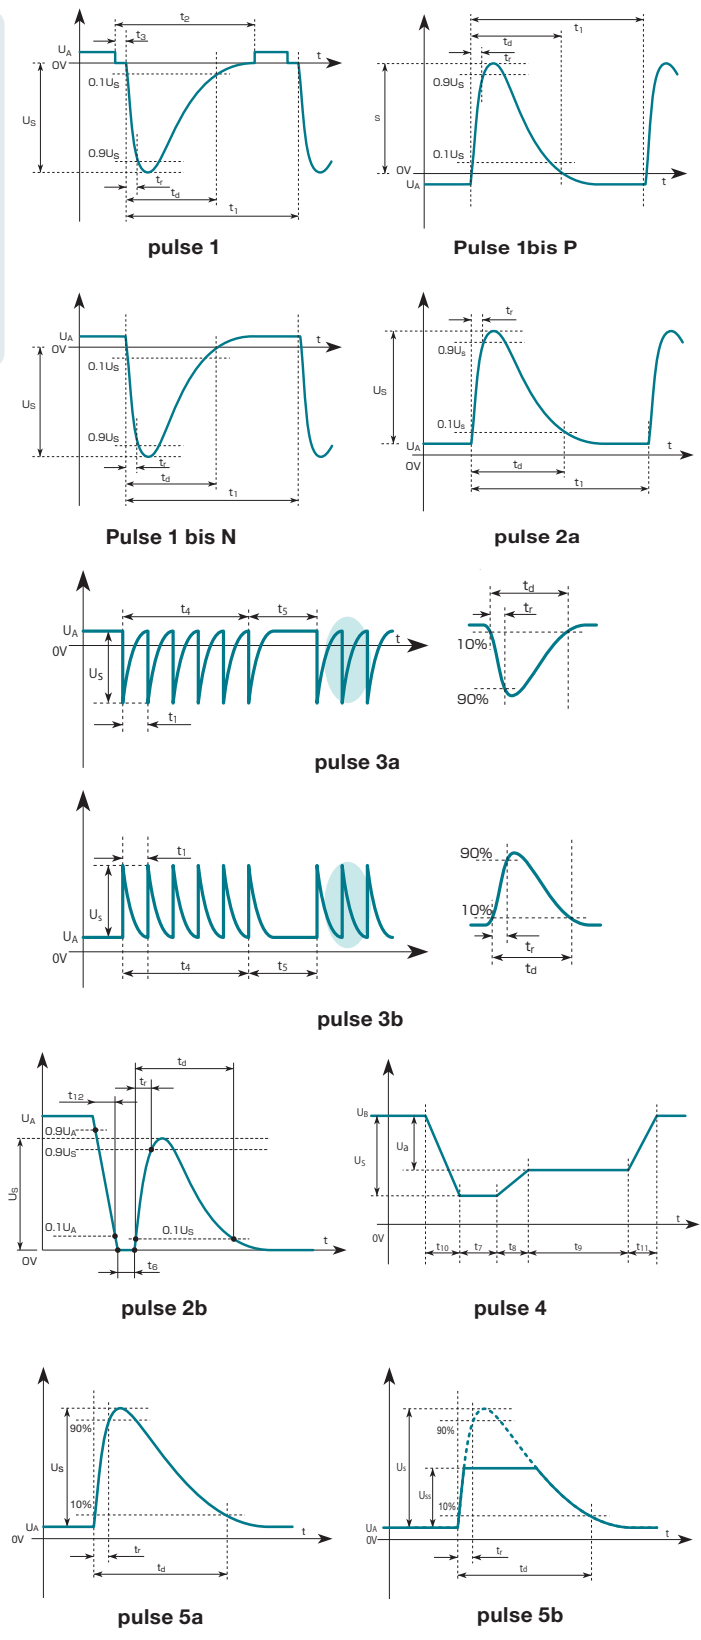 t2
UA
t3
t
0V
0.1US
US
0.9US
tr
td
t1
pulse 1
t1
td
tr
0.9US
s
0.1US
0V
UA
t
Pulse 1bis P
UA
0V
t
0.1US
US
0.9US
tr
td
t1
Pulse 1 bis N
tr
0.9Us
US
0.1Us
UA
t
0V
td
t1
pulse 2a
t4
t5
UA
t
0V
Us
t1
td
tr
10%
90%
pulse 3a
t1
Us
UA
0V
t
t4
t5
90%
10%
tr
td
pulse 3b
td
tr
t12
UA
0.9UA
0.9US
US
0.1UA
0.1US
t
0V
t6
pulse 2b
UB
Ua
Us
t
0V
t10
t7
t8
t9
t11
pulse 4
90%
Us
10%
UA
t
0V
tr
td
pulse 5a
90%
Us
Uss
10%
UA
t
0V
tr
td
pulse 5b